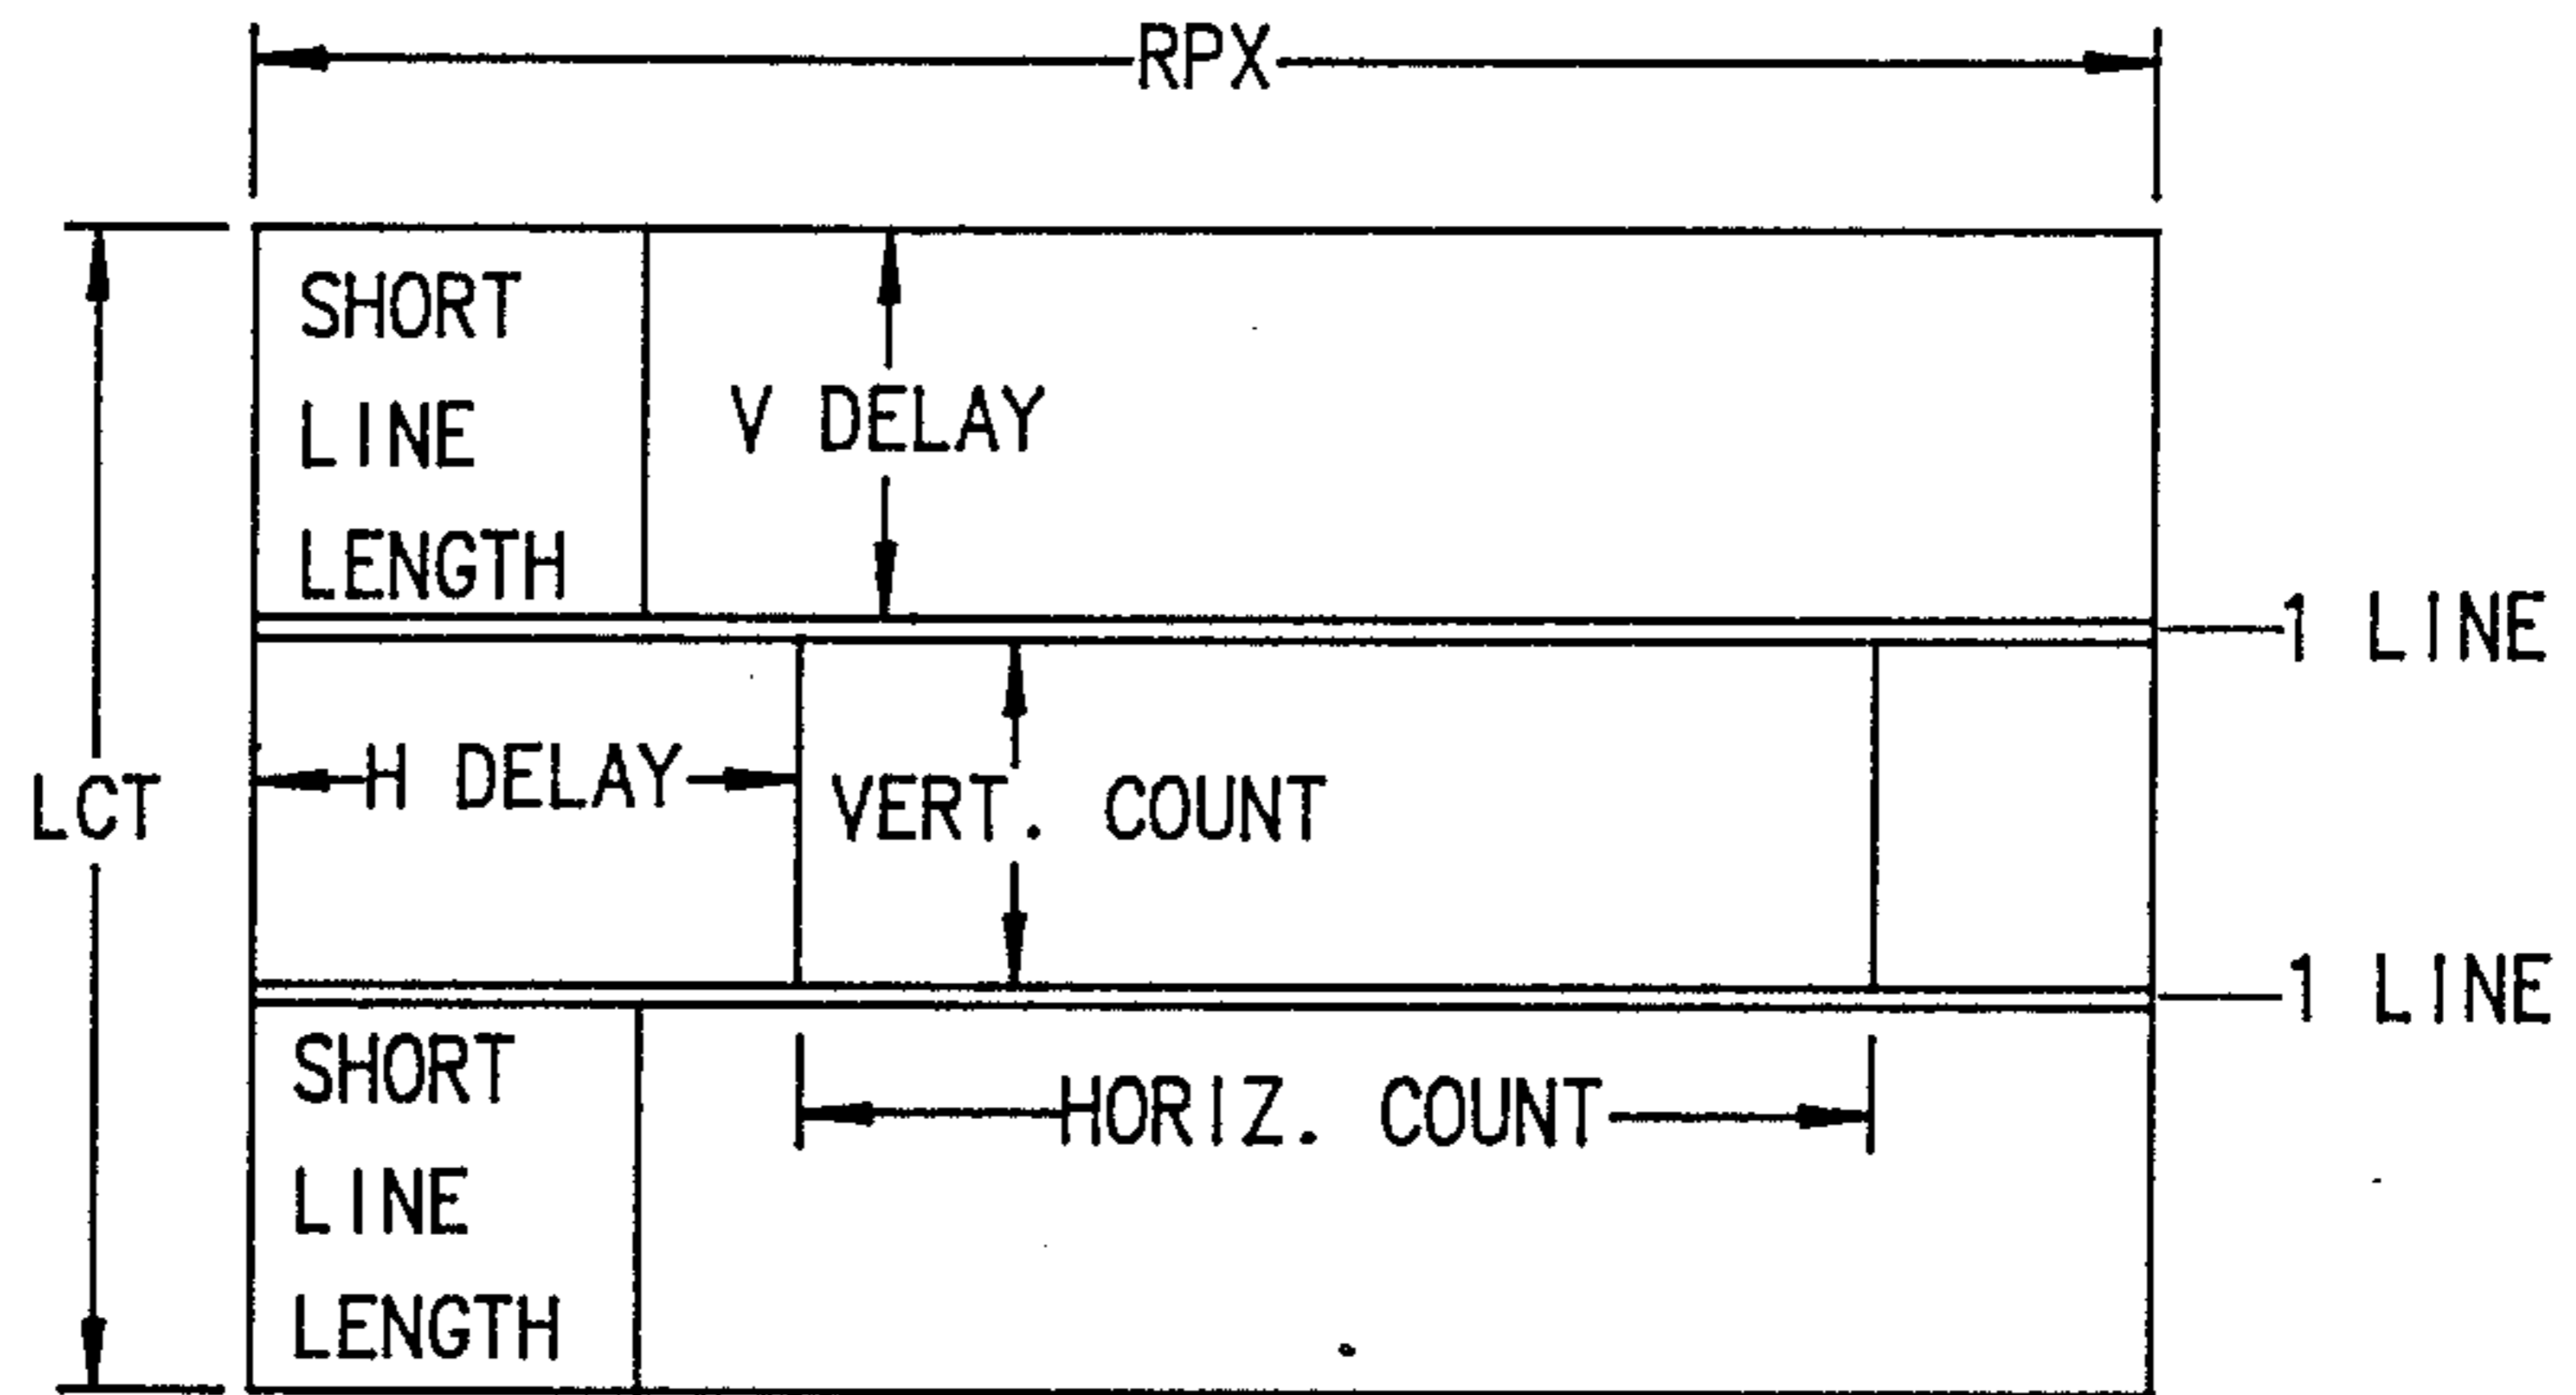 RPX
SHORT
LINE
LENGTH
V DELAY
1 LINE
LCT
H DELAY
VERT. COUNT
1 LINE
SHORT
LINE
LENGTH
HORIZ. COUNT